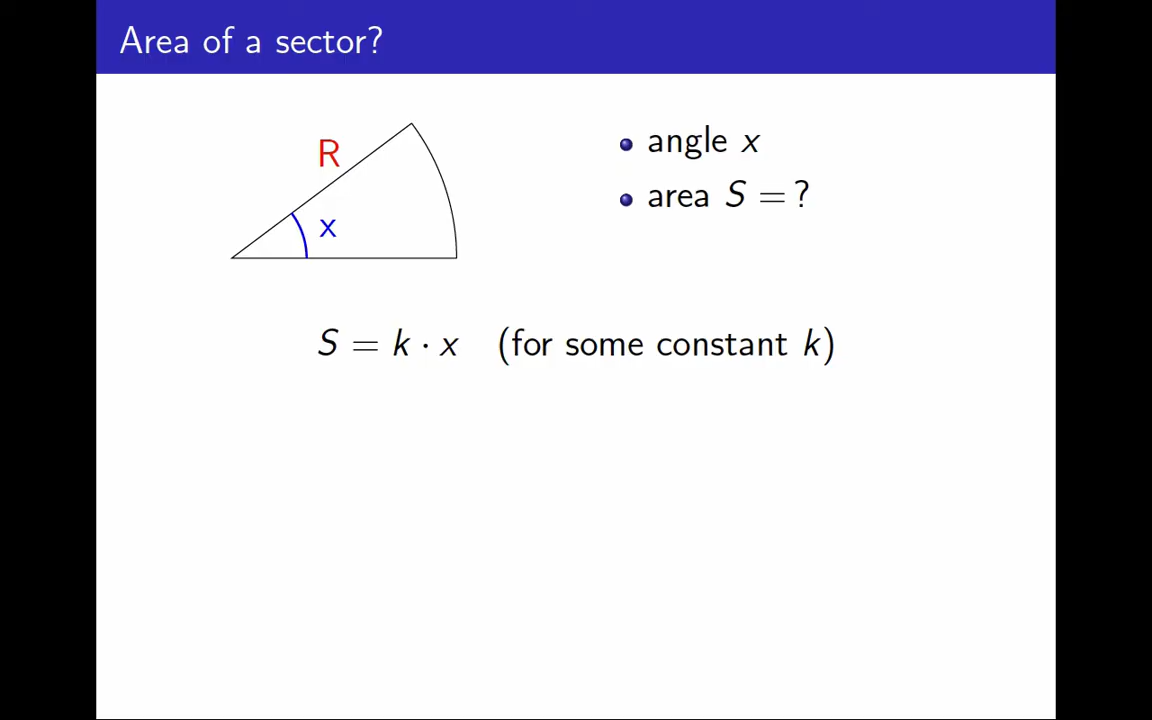 Area of a sector?
R
x
angle x
area S = ?
S = k · x (for some constant k)